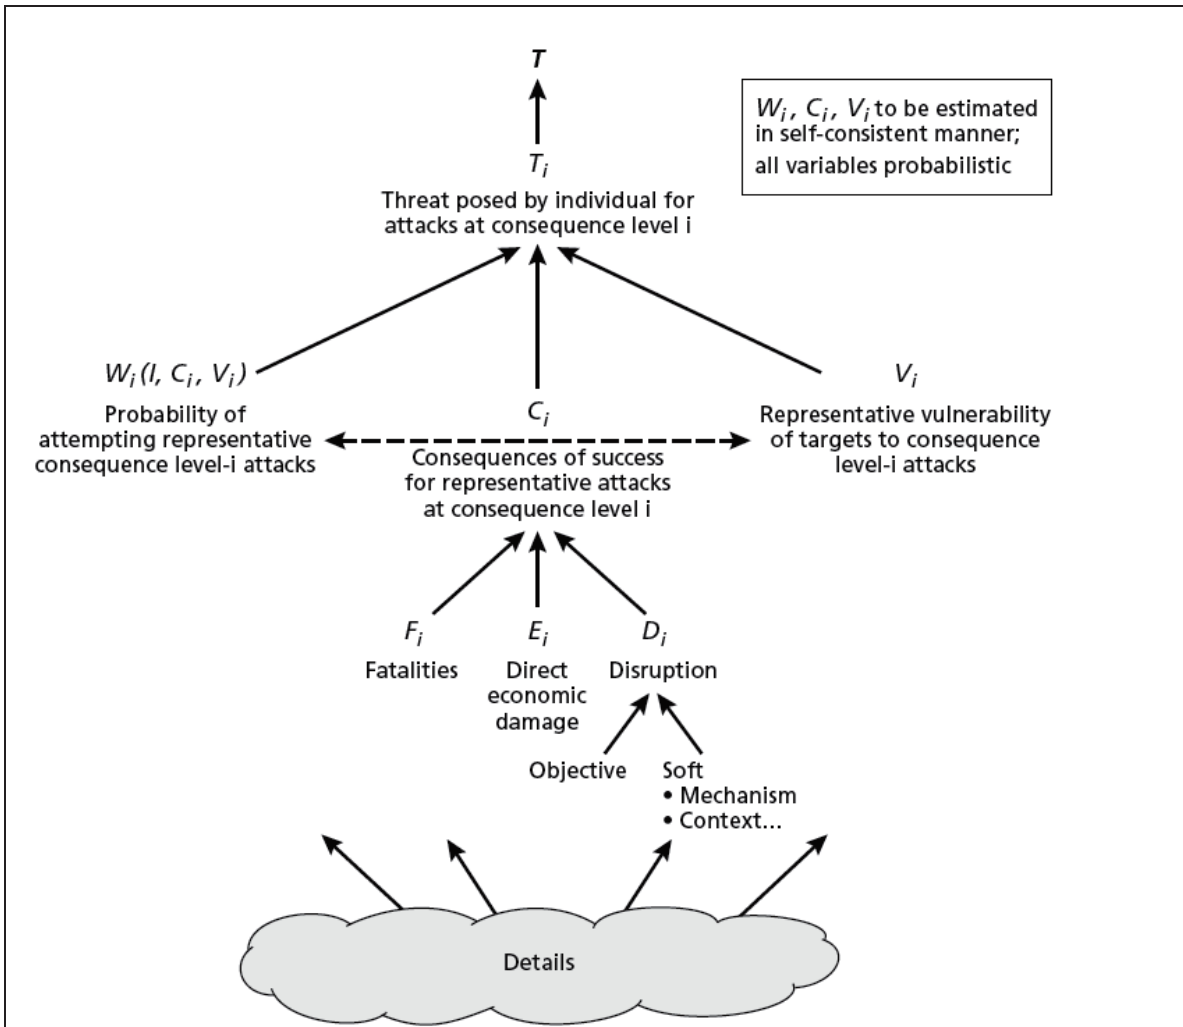 T
W_i, C_i, V_i to be estimated
in self-consistent manner;
all variables probabilistic
T_i
Threat posed by individual for
attacks at consequence level i
W_i (I, C_i, V_i)
Probability of
attempting representative
consequence level-i attacks
C_i
Consequences of success
for representative attacks
at consequence level i
V_i
Representative vulnerability
of targets to consequence
level-i attacks
F_i
Fatalities
E_i
Direct
economic
damage
D_i
Disruption
Objective
Soft
• Mechanism
• Context...
Details